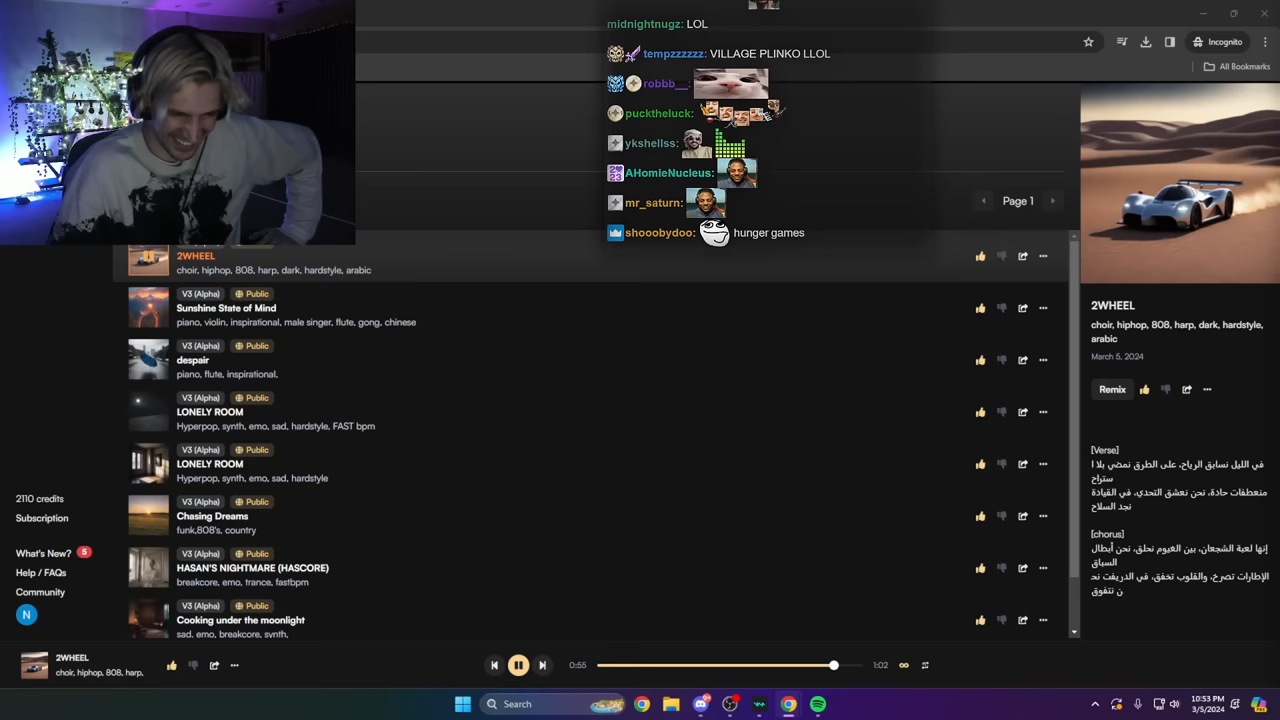 midnightnugz: LOL
tempzzzzzz: VILLAGE PLINKO LLOL
robbb__:
pucktheluck:
ykshellss:
AHomieNucleus:
mr_saturn:
shooobydoo: hunger games
Incognito
All Bookmarks
Page 1
2WHEEL
choir, hiphop, 808, harp, dark, hardstyle, arabic
V3 (Alpha) Public
Sunshine State of Mind
piano, violin, inspirational, male singer, flute, gong, chinese
V3 (Alpha) Public
despair
piano, flute, inspirational,
V3 (Alpha) Public
LONELY ROOM
Hyperpop, synth, emo, sad, hardstyle, FAST bpm
V3 (Alpha) Public
LONELY ROOM
Hyperpop, synth, emo, sad, hardstyle
V3 (Alpha) Public
Chasing Dreams
funk,808's, country
V3 (Alpha) Public
HASAN'S NIGHTMARE (HASCORE)
breakcore, emo, trance, fastbpm
V3 (Alpha) Public
Cooking under the moonlight
sad, emo, breakcore, synth,
2110 credits
Subscription
What's New? 5
Help / FAQs
Community
N
2WHEEL
choir, hiphop, 808, harp, dark, hardstyle,
arabic
March 5, 2024
Remix
[Verse]
في الليل نسابق الرياح، على الطرق نمضي بلا ا
ستراح
منعطفات حادة، نحن نعشق التحدي، في القيادة
نجد السلاح
[chorus]
إنها لعبة الشجعان، بين الغيوم نحلق، نحن أبطال
السباق
الإطارات تصرخ، والقلوب تخفق، في الدريفت نح
ن نتفوق
2WHEEL
choir, hiphop, 808, harp,
0:55
1:02
Search
10:53 PM
3/5/2024